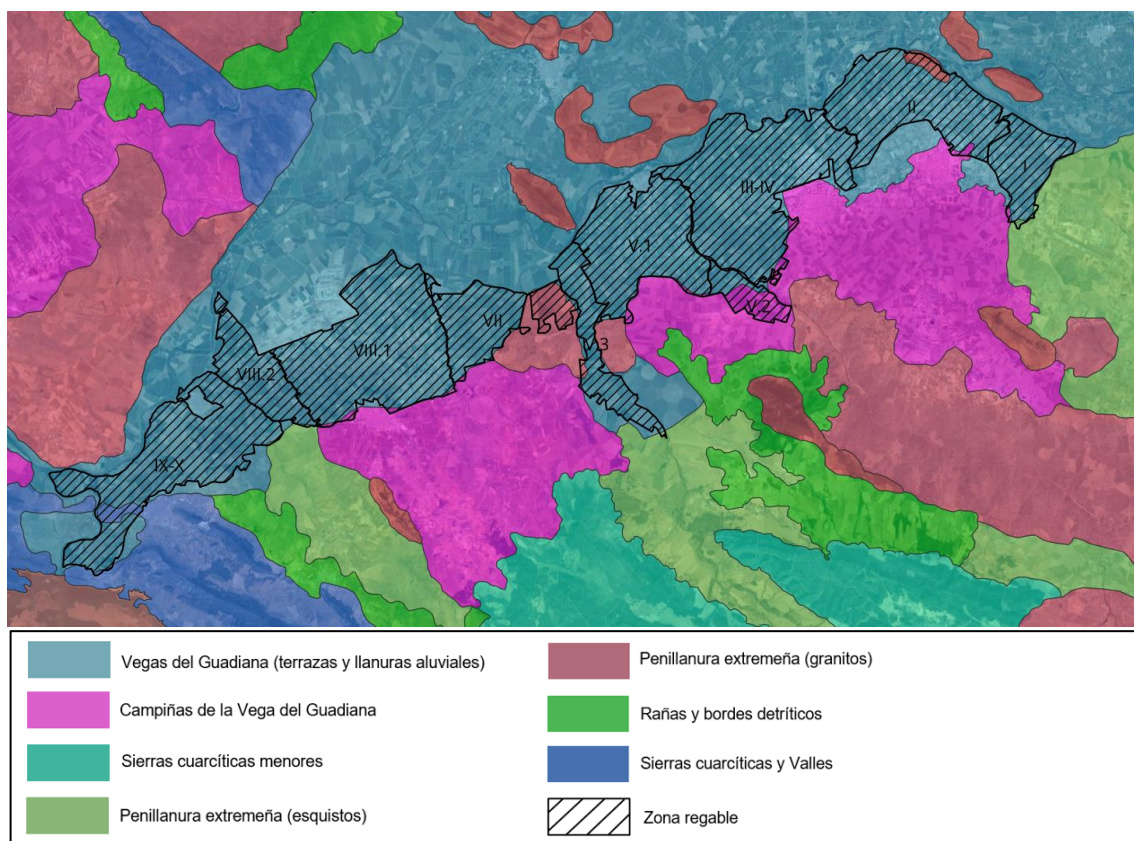 II
I
III-IV
V.1
V.2
VII
V.3
VIII.1
VIII.2
IX-X
Vegas del Guadiana (terrazas y llanuras aluviales)
Penillanura extremeña (granitos)
Campiñas de la Vega del Guadiana
Rañas y bordes detríticos
Sierras cuarcíticas menores
Sierras cuarcíticas y Valles
Penillanura extremeña (esquistos)
Zona regable